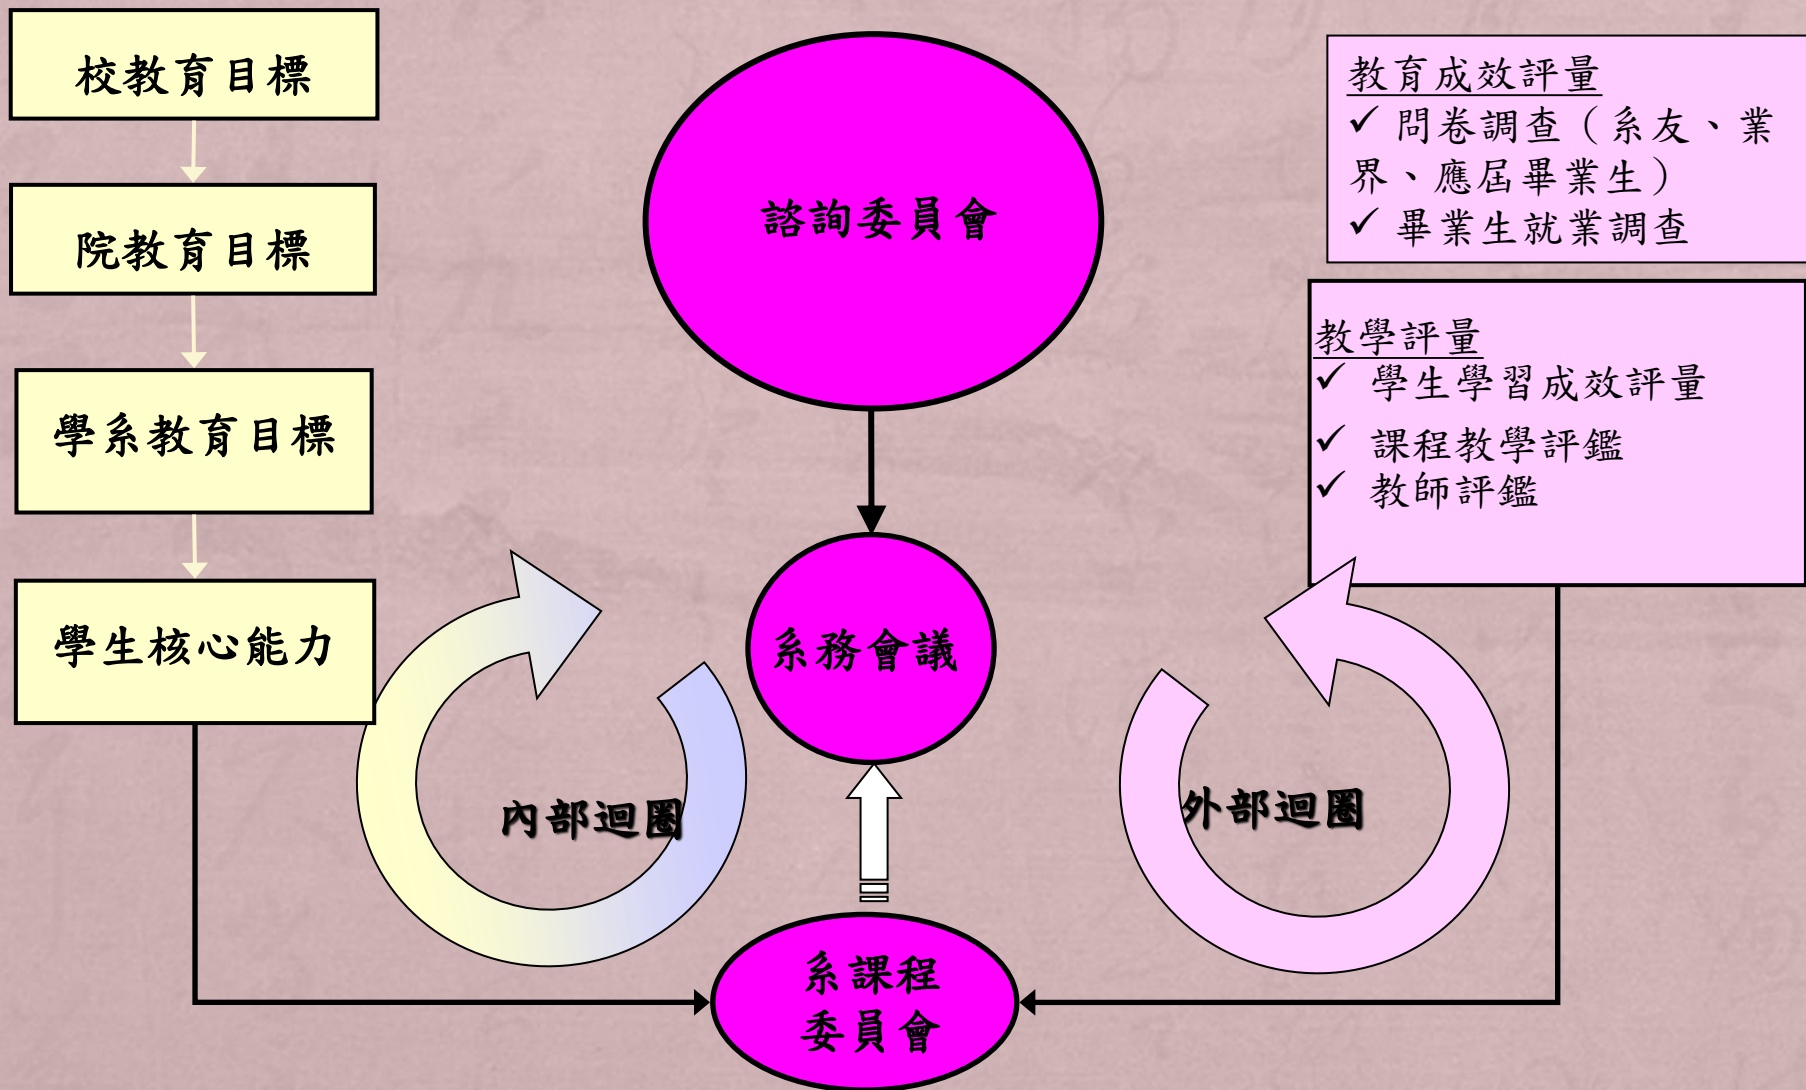 校教育目標
院教育目標
學系教育目標
學生核心能力
內部迴圈
諮詢委員會
系務會議
系課程
委員會
教育成效評量
✓ 問卷調查（系友、業
界、應屆畢業生）
✓ 畢業生就業調查
教學評量
✓ 學生學習成效評量
✓ 課程教學評鑑
✓ 教師評鑑
外部迴圈